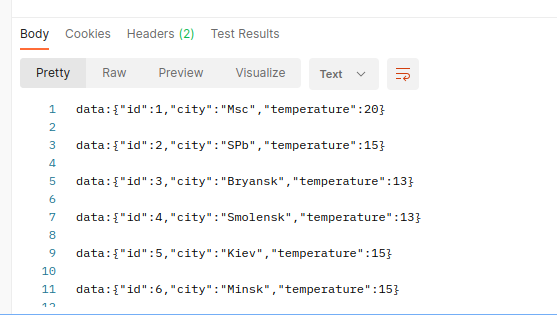 Body Cookies Headers (2) Test Results
Pretty Raw Preview Visualize Text
1 data:{"id":1,"city":"Msc","temperature":20}
2
3 data:{"id":2,"city":"SPb","temperature":15}
4
5 data:{"id":3,"city":"Bryansk","temperature":13}
6
7 data:{"id":4,"city":"Smolensk","temperature":13}
8
9 data:{"id":5,"city":"Kiev","temperature":15}
10
11 data:{"id":6,"city":"Minsk","temperature":15}
12